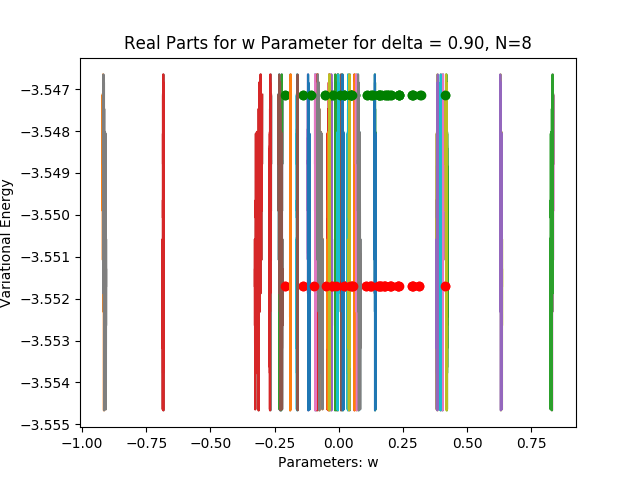 Real Parts for w Parameter for delta = 0.90, N=8
Variational Energy
−3.547
−3.548
−3.549
−3.550
−3.551
−3.552
−3.553
−3.554
−3.555
−1.00 −0.75 −0.50 −0.25 0.00 0.25 0.50 0.75
Parameters: w